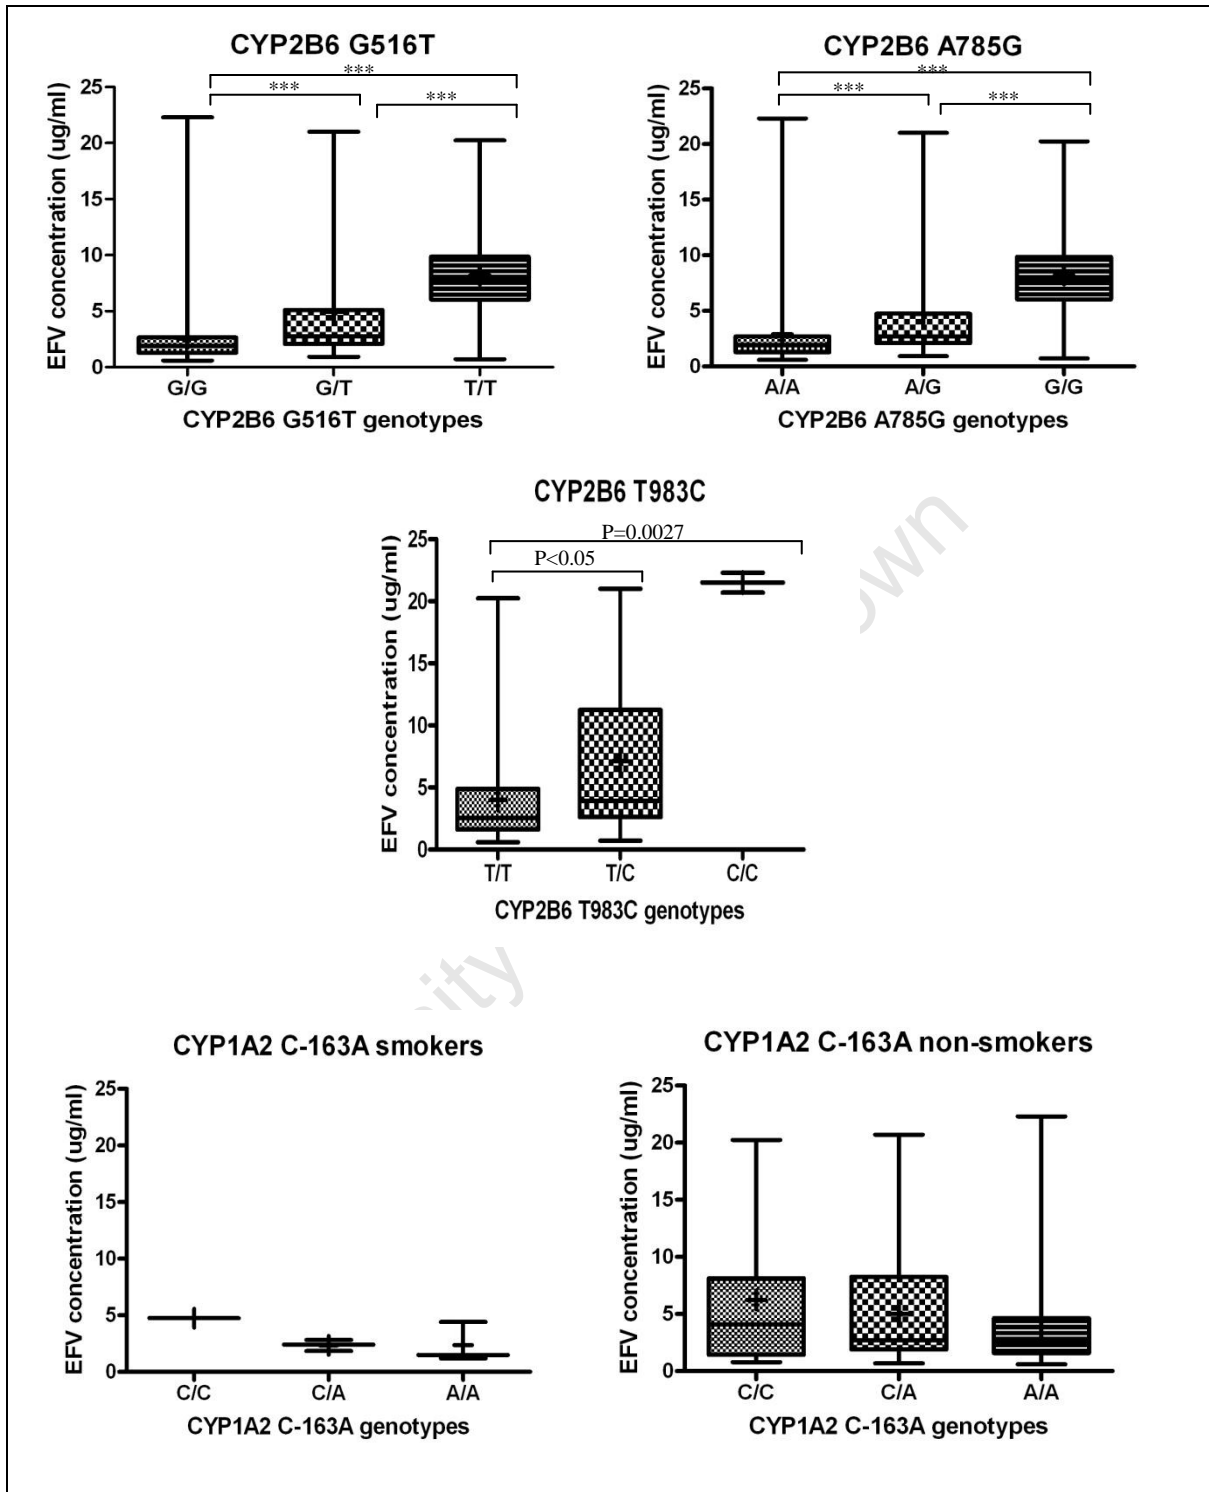 CYP2B6 G516T
***
***
***
EFV concentration (ug/ml)
25
20
15
10
5
0
G/G G/T T/T
CYP2B6 G516T genotypes
CYP2B6 A785G
***
***
***
EFV concentration (ug/ml)
25
20
15
10
5
0
A/A A/G G/G
CYP2B6 A785G genotypes
CYP2B6 T983C
P=0.0027
P<0.05
EFV concentration (ug/ml)
25
20
15
10
5
0
T/T T/C C/C
CYP2B6 T983C genotypes
CYP1A2 C-163A smokers
EFV concentration (ug/ml)
25
20
15
10
5
0
C/C C/A A/A
CYP1A2 C-163A genotypes
CYP1A2 C-163A non-smokers
EFV concentration (ug/ml)
25
20
15
10
5
0
C/C C/A A/A
CYP1A2 C-163A genotypes